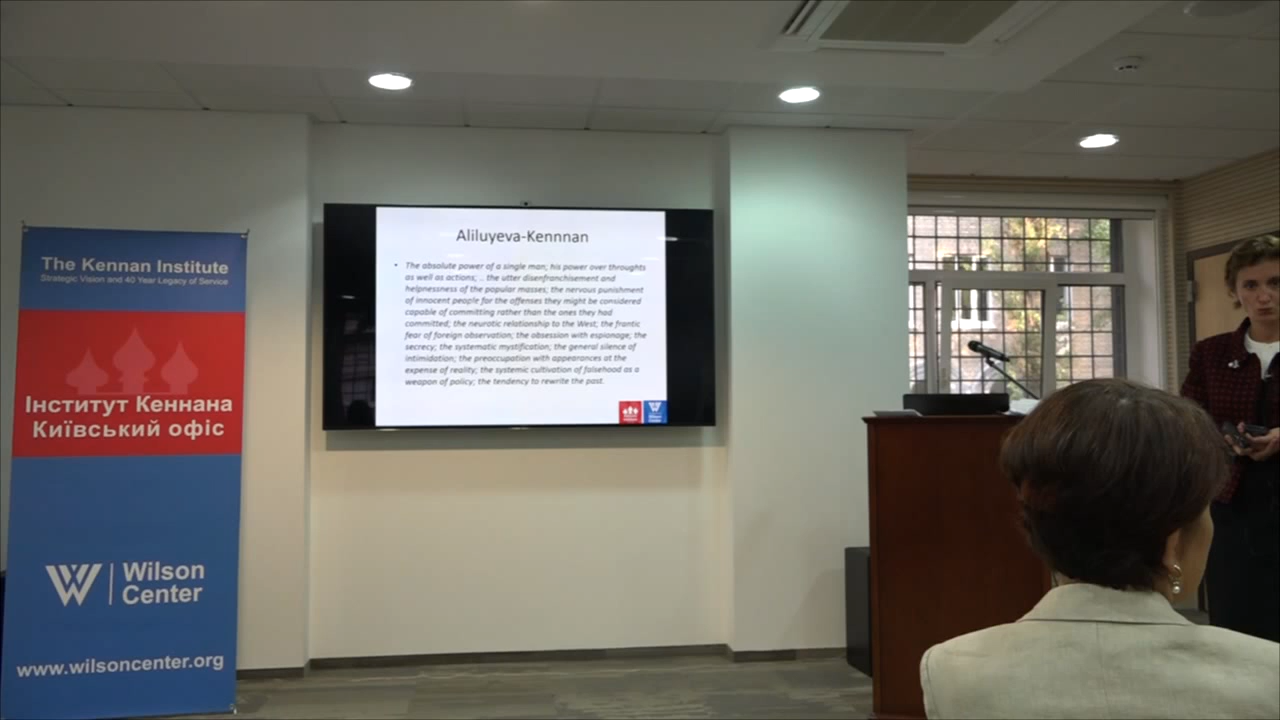 The Kennan Institute
Strategic Vision and 40 Year Legacy of Service
Інститут Кеннана
Київський офіс
W | Wilson
Center
www.wilsoncenter.org
Aliluyeva-Kennnan
• The absolute power of a single man; his power over throughts
as well as actions; .. the utter disenfranchisement and
helpnessness of the popular masses; the nervous punishment
of innocent people for the offenses they might be considered
capable of committing rather than the ones they had
committed; the neurotic relationship to the West; the frantic
fear of foreign observation; the obsession with espionage; the
secrecy; the systematic mystification; the general silence of
intimidation; the preoccupation with appearances at the
expense of reality; the systemic cultivation of falsehood as a
weapon of policy; the tendency to rewrite the past.